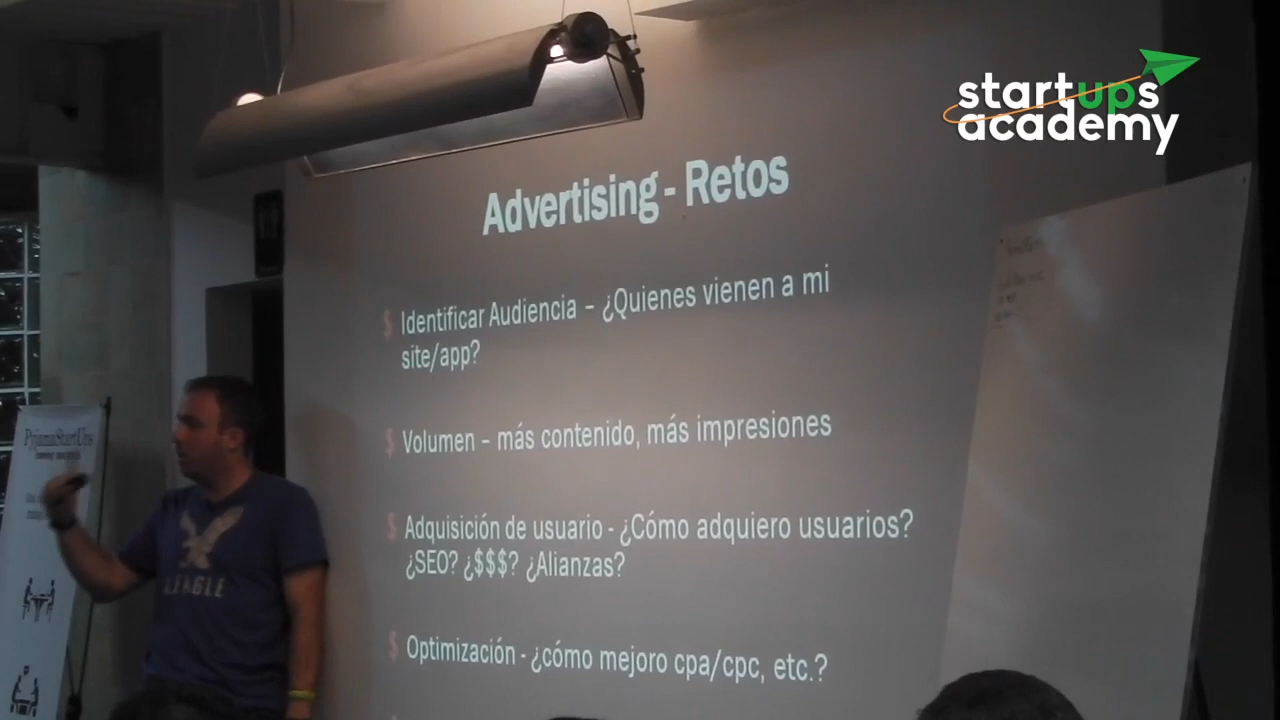 startups
academy
Advertising - Retos
$ Identificar Audiencia – ¿Quienes vienen a mi
site/app?
$ Volumen – más contenido, más impresiones
$ Adquisición de usuario - ¿Cómo adquiero usuarios?
¿SEO? ¿$$$? ¿Alianzas?
$ Optimización - ¿cómo mejoro cpa/cpc, etc.?
PyjamaStartUps
EAGLE